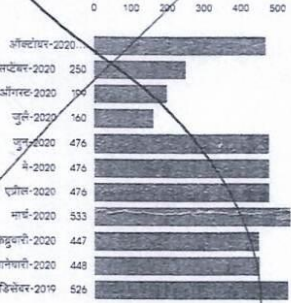 0 100 200 300 400 500
ऑक्टोंबर-2020...
सप्टेंबर-2020 250
ऑगस्ट-2020 199
जुलै-2020 160
जुन-2020 476
मे-2020 476
एप्रील-2020 476
मार्च-2020 533
फेब्रुवारी-2020 447
जानेवारी-2020 448
डिसेंबर-2019 526